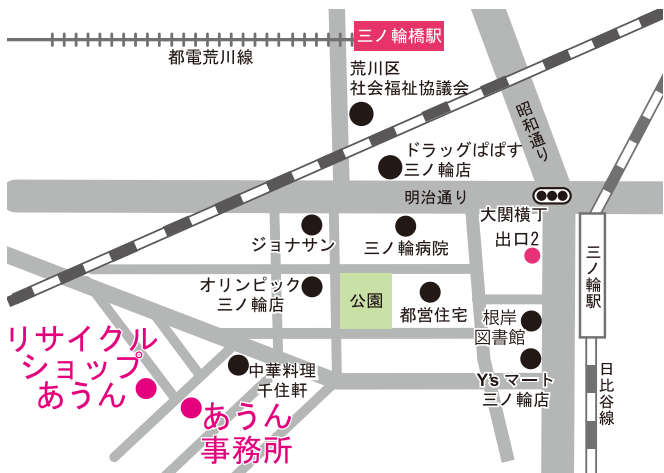 三ノ輪橋駅
都電荒川線
荒川区
社会福祉協議会
昭和通り
ドラッグぱぱす
三ノ輪店
明治通り
大関横丁
出口2
ジョナサン
三ノ輪病院
三ノ輪駅
オリンピック
三ノ輪店
公園
都営住宅
根岸
図書館
リサイクル
ショップ
あうん
中華料理
千住軒
Y's マート
三ノ輪店
日比谷線
あうん
事務所